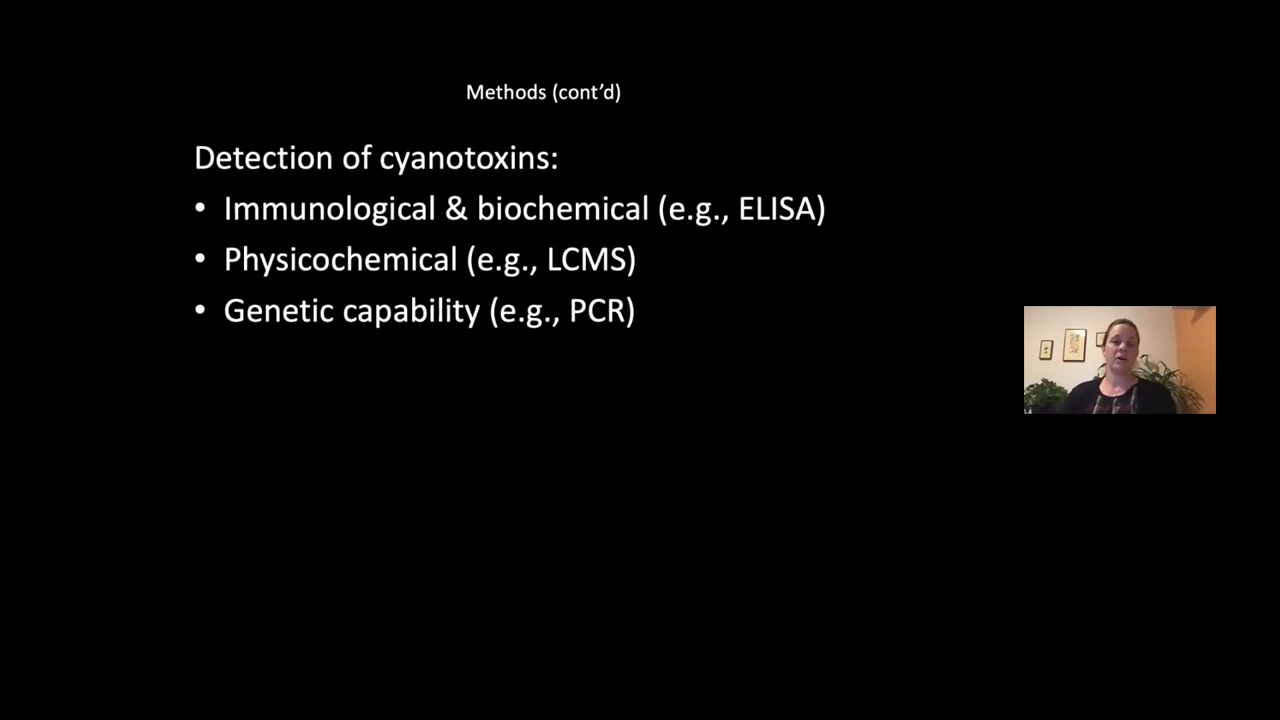 Methods (cont’d)
Detection of cyanotoxins:
• Immunological & biochemical (e.g., ELISA)
• Physicochemical (e.g., LCMS)
• Genetic capability (e.g., PCR)